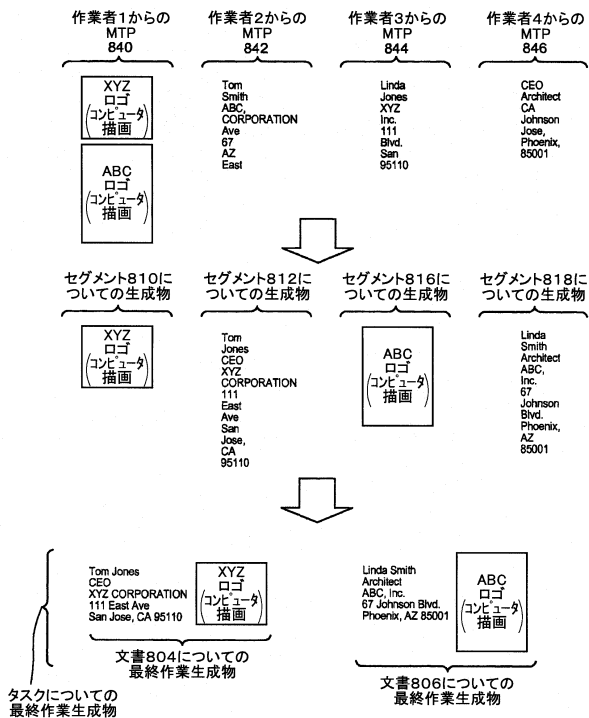 作業者1からの
MTP
840
作業者2からの
MTP
842
作業者3からの
MTP
844
作業者4からの
MTP
846
XYZ
ロゴ
(コンピュータ
描画)
ABC
ロゴ
(コンピュータ
描画)
Tom
Smith
ABC,
CORPORATION
Ave
67
AZ
East
Linda
Jones
XYZ
Inc.
111
Blvd.
San
95110
CEO
Architect
CA
Johnson
Jose,
Phoenix,
85001
セグメント810に
ついての生成物
セグメント812に
ついての生成物
セグメント816に
ついての生成物
セグメント818に
ついての生成物
XYZ
ロゴ
(コンピュータ
描画)
Tom
Jones
CEO
XYZ
CORPORATION
111
East
Ave
San
Jose,
CA
95110
ABC
ロゴ
(コンピュータ
描画)
Linda
Smith
Architect
ABC,
Inc.
67
Johnson
Blvd.
Phoenix,
AZ
85001
Tom Jones
CEO
XYZ CORPORATION
111 East Ave
San Jose, CA 95110
XYZ
ロゴ
(コンピュータ
描画)
文書804についての
最終作業生成物
Linda Smith
Architect
ABC, Inc.
67 Johnson Blvd.
Phoenix, AZ 85001
ABC
ロゴ
(コンピュータ
描画)
文書806についての
最終作業生成物
タスクについての
最終作業生成物